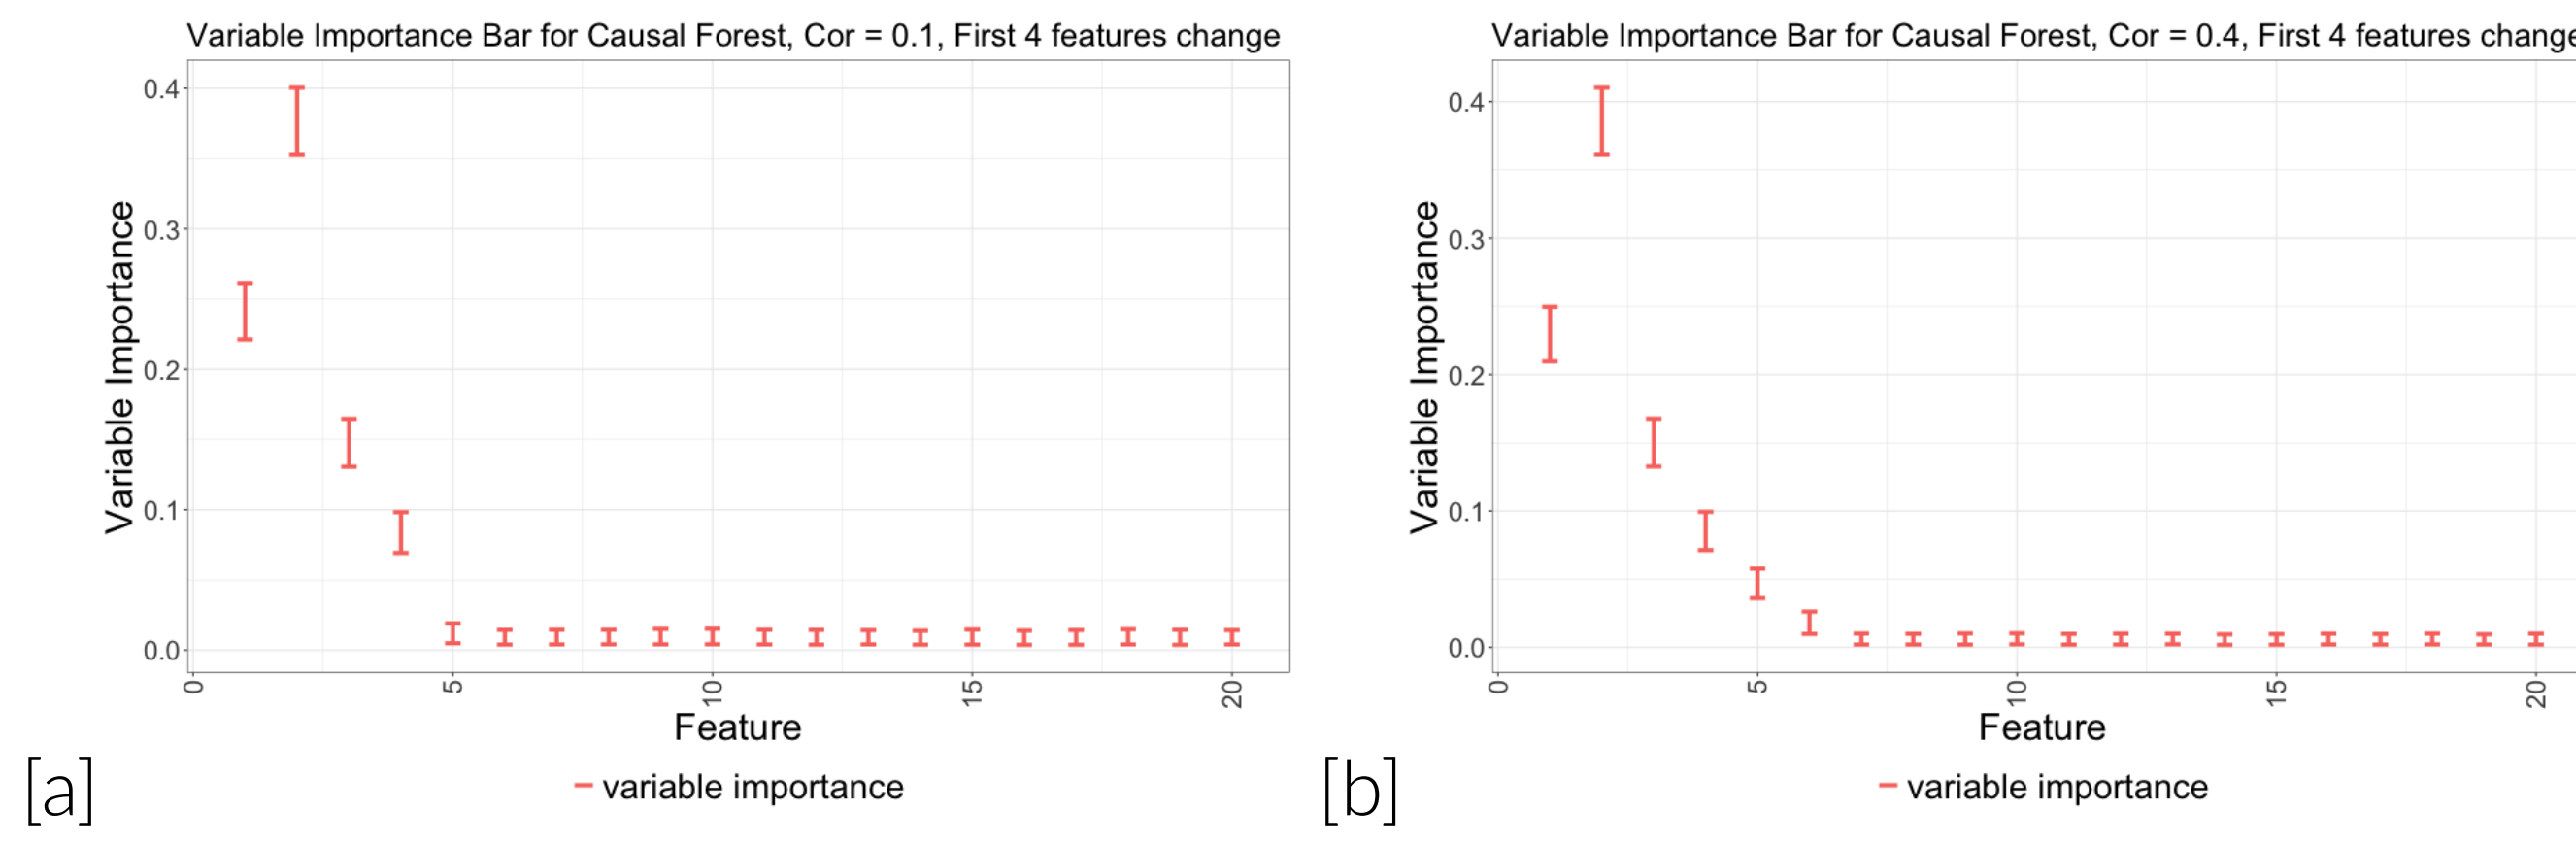 Variable Importance Bar for Causal Forest, Cor = 0.1, First 4 features change
Variable Importance
0.4
0.3
0.2
0.1
0.0
0
5
10
15
20
Feature
variable importance
[a]
Variable Importance Bar for Causal Forest, Cor = 0.4, First 4 features change
Variable Importance
0.4
0.3
0.2
0.1
0.0
0
5
10
15
20
Feature
variable importance
[b]